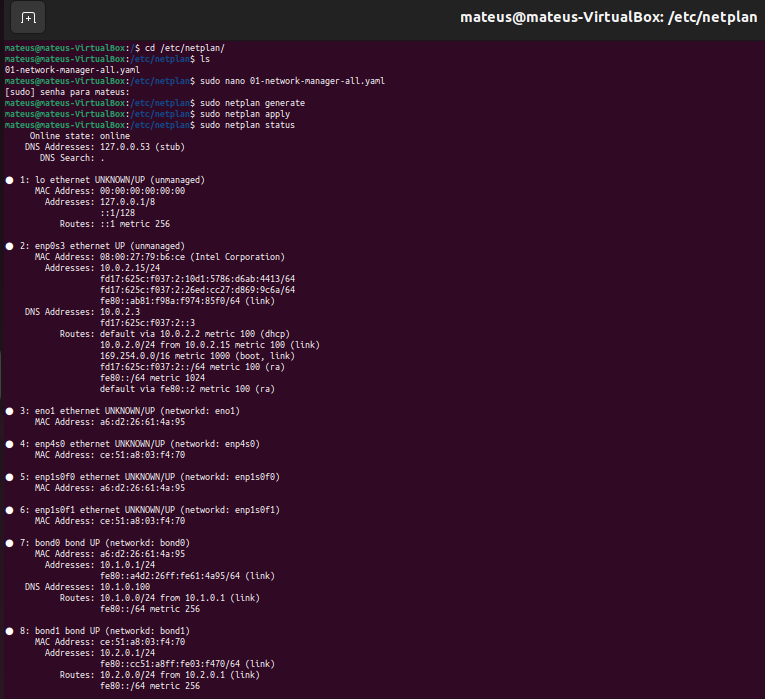 mateus@mateus-VirtualBox: /etc/netplan
mateus@mateus-VirtualBox:/$ cd /etc/netplan/
mateus@mateus-VirtualBox:/etc/netplan$ ls
01-network-manager-all.yaml
mateus@mateus-VirtualBox:/etc/netplan$ sudo nano 01-network-manager-all.yaml
[sudo] senha para mateus:
mateus@mateus-VirtualBox:/etc/netplan$ sudo netplan generate
mateus@mateus-VirtualBox:/etc/netplan$ sudo netplan apply
mateus@mateus-VirtualBox:/etc/netplan$ sudo netplan status
Online state: online
DNS Addresses: 127.0.0.53 (stub)
DNS Search: .
● 1: lo ethernet UNKNOWN/UP (unmanaged)
MAC Address: 00:00:00:00:00:00
Addresses: 127.0.0.1/8
::1/128
Routes: ::1 metric 256
● 2: enp0s3 ethernet UP (unmanaged)
MAC Address: 08:00:27:79:b6:ce (Intel Corporation)
Addresses: 10.0.2.15/24
fd17:625c:f037:2:10d1:5786:d6ab:4413/64
fd17:625c:f037:2:26ed:cc27:d869:9c6a/64
fe80::ab81:f98a:f974:85f0/64 (link)
DNS Addresses: 10.0.2.3
fd17:625c:f037:2::3
Routes: default via 10.0.2.2 metric 100 (dhcp)
10.0.2.0/24 from 10.0.2.15 metric 100 (link)
169.254.0.0/16 metric 1000 (boot, link)
fd17:625c:f037:2::/64 metric 100 (ra)
fe80::/64 metric 1024
default via fe80::2 metric 100 (ra)
● 3: eno1 ethernet UNKNOWN/UP (networkd: eno1)
MAC Address: a6:d2:26:61:4a:95
● 4: enp4s0 ethernet UNKNOWN/UP (networkd: enp4s0)
MAC Address: ce:51:a8:03:f4:70
● 5: enp1s0f0 ethernet UNKNOWN/UP (networkd: enp1s0f0)
MAC Address: a6:d2:26:61:4a:95
● 6: enp1s0f1 ethernet UNKNOWN/UP (networkd: enp1s0f1)
MAC Address: ce:51:a8:03:f4:70
● 7: bond0 bond UP (networkd: bond0)
MAC Address: a6:d2:26:61:4a:95
Addresses: 10.1.0.1/24
fe80::a4d2:26ff:fe61:4a95/64 (link)
DNS Addresses: 10.1.0.100
Routes: 10.1.0.0/24 from 10.1.0.1 (link)
fe80::/64 metric 256
● 8: bond1 bond UP (networkd: bond1)
MAC Address: ce:51:a8:03:f4:70
Addresses: 10.2.0.1/24
fe80::cc51:a8ff:fe03:f470/64 (link)
Routes: 10.2.0.0/24 from 10.2.0.1 (link)
fe80::/64 metric 256